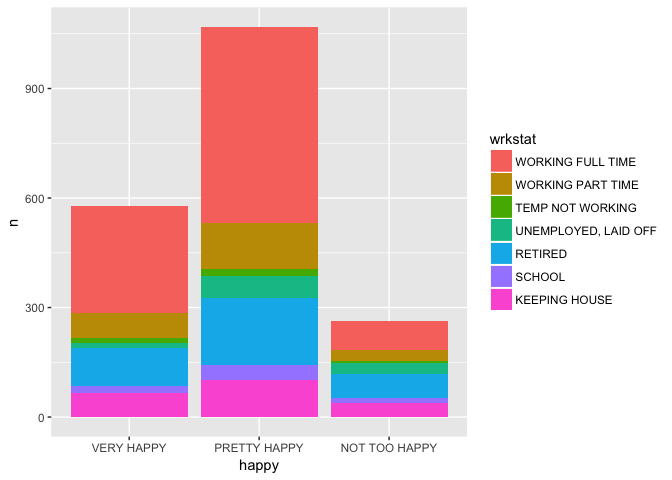 900
600
300
0
n
VERY HAPPY
PRETTY HAPPY
NOT TOO HAPPY
happy
wrkstat
WORKING FULL TIME
WORKING PART TIME
TEMP NOT WORKING
UNEMPLOYED, LAID OFF
RETIRED
SCHOOL
KEEPING HOUSE